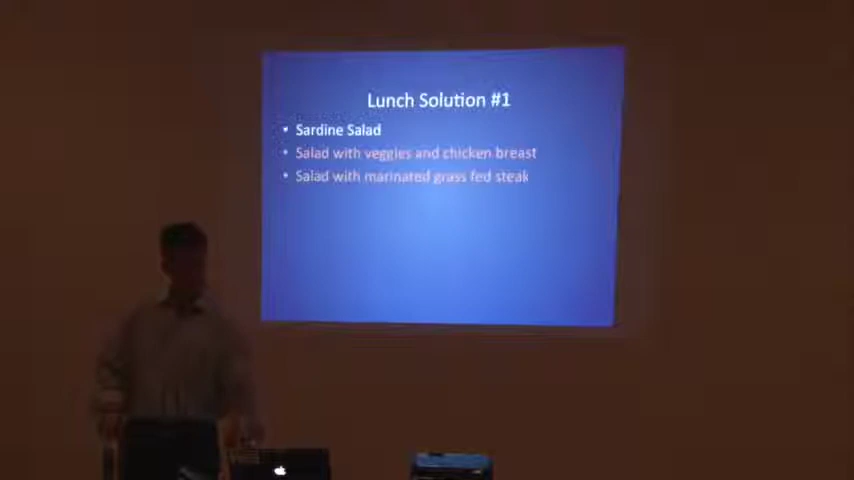 Lunch Solution #1
• Sardine Salad
• Salad with veggies and chicken breast
• Salad with marinated grass fed steak